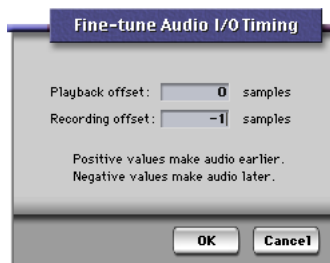 Fine-tune Audio I/O Timing
Playback offset: 0 samples
Recording offset: -1 samples
Positive values make audio earlier.
Negative values make audio later.
OK Cancel